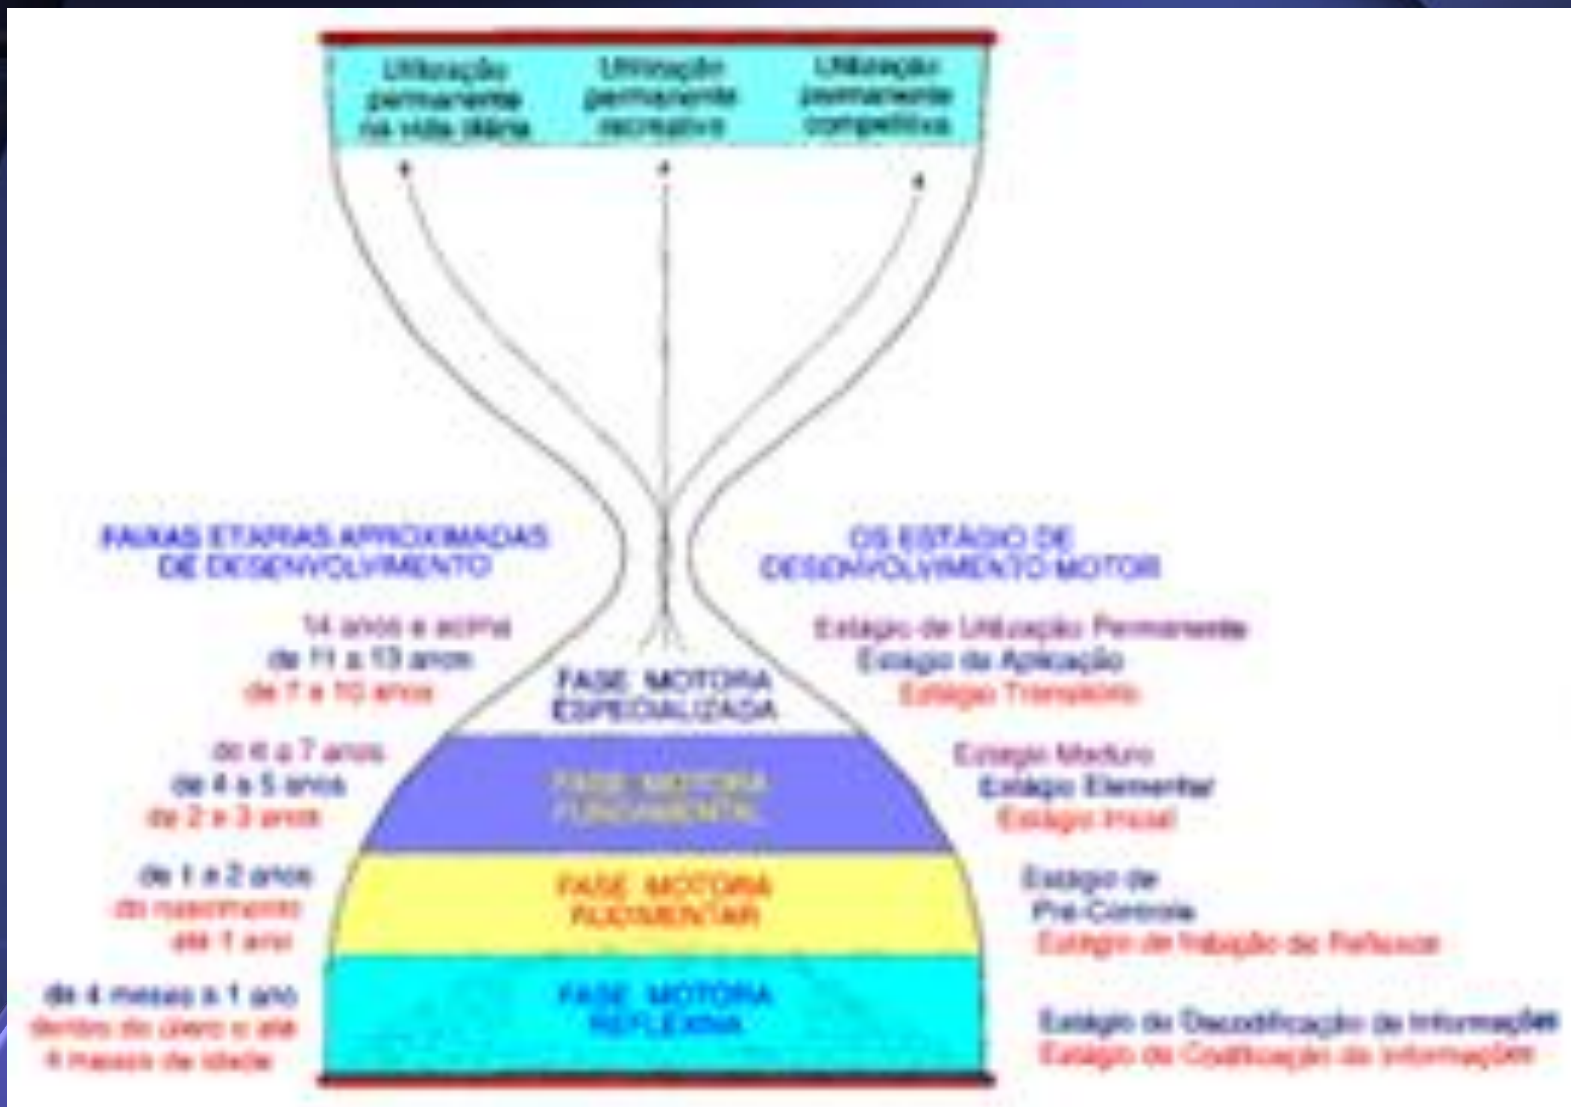 Utilização
permanente
na vida diária
Utilização
permanente
recreativo
Utilização
permanente
competitiva
FAIXAS ETARIAS APROXIMADAS
DE DESENVOLVIMENTO
OS ESTÁGIO DE
DESENVOLVIMENTO MOTOR
14 anos e acima
de 11 a 13 anos
de 7 a 10 anos
FASE MOTORA
ESPECIALIZADA
Estágio de Utilização Permanente
Estágio de Aplicação
Estágio Transitório
de 6 a 7 anos
de 4 a 5 anos
de 2 a 3 anos
FASE MOTORA
FUNDAMENTAL
Estágio Maduro
Estágio Elementar
Estágio Inicial
de 1 a 2 anos
do nascimento
até 1 ano
FASE MOTORA
RUDIMENTAR
Estágio de
Pré-Controle
Estágio de Inibição de Reflexos
de 4 meses a 1 ano
dentro do útero e até
4 meses de idade
FASE MOTORA
REFLEXIVA
Estágio de Decodificação de Informações
Estágio de Codificação de Informações